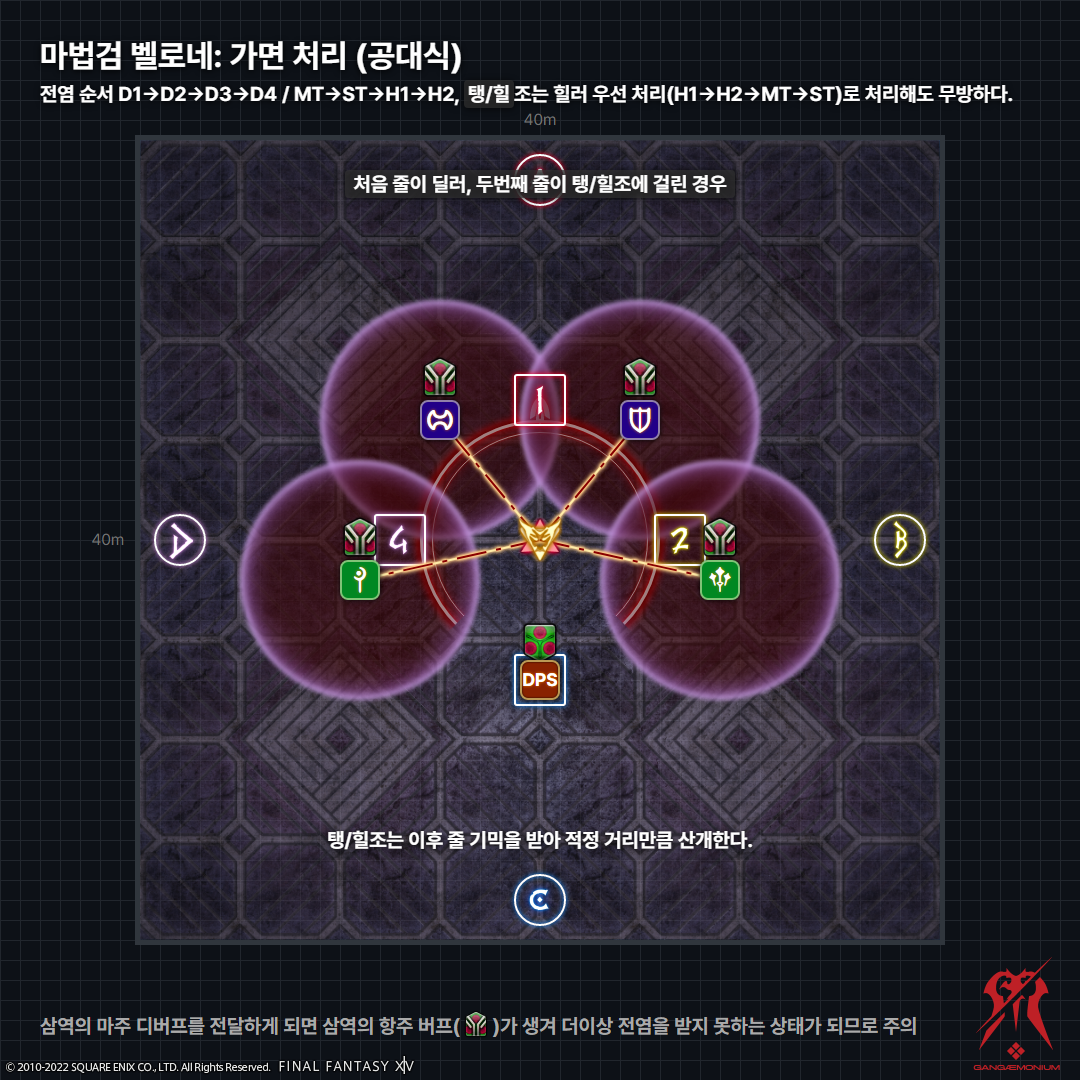 마법검 벨로네: 가면 처리 (공대식)
전염 순서 D1→D2→D3→D4 / MT→ST→H1→H2, 탱/힐 조는 힐러 우선 처리(H1→H2→MT→ST)로 처리해도 무방하다.
40m
처음 줄이 딜러, 두번째 줄이 탱/힐조에 걸린 경우
1
40m
D
4
2
B
DPS
탱/힐조는 이후 줄 기믹을 받아 적정 거리만큼 산개한다.
C
삼역의 마주 디버프를 전달하게 되면 삼역의 항주 버프( )가 생겨 더이상 전염을 받지 못하는 상태가 되므로 주의
© 2010-2022 SQUARE ENIX CO., LTD. All Rights Reserved. FINAL FANTASY XIV
GANGÆMONIUM